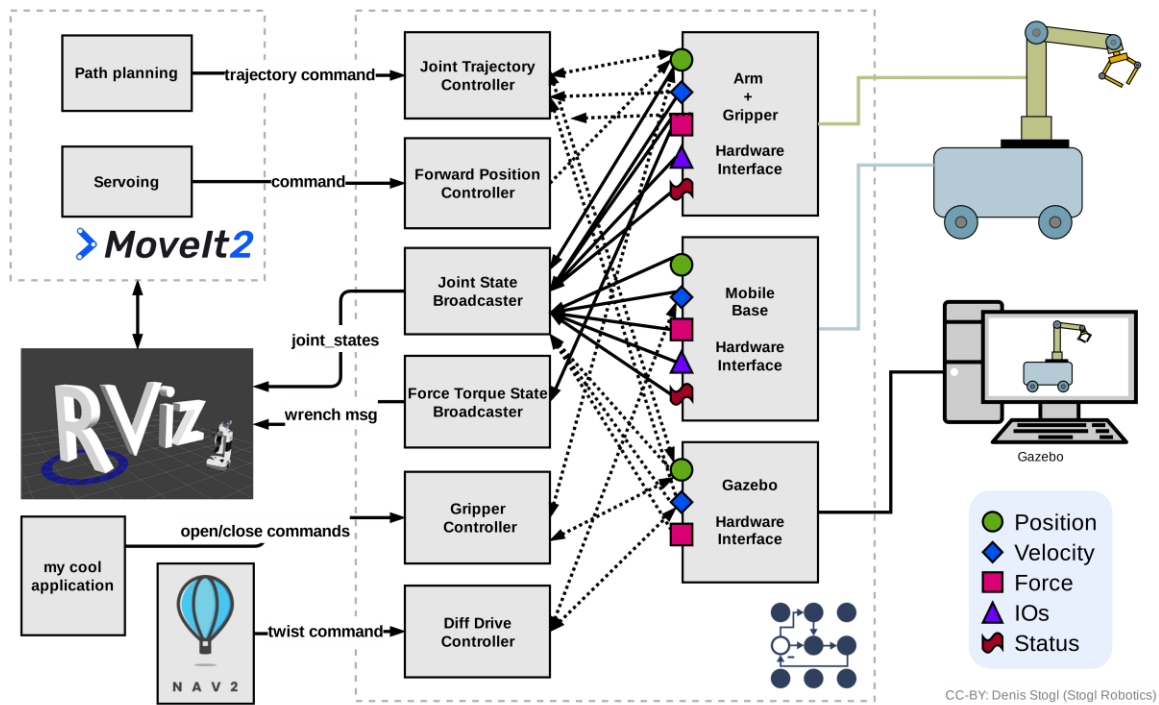 Path planning
trajectory command
Servoing
command
MoveIt2
Joint Trajectory
Controller
Forward Position
Controller
Joint State
Broadcaster
joint_states
Force Torque State
Broadcaster
wrench msg
RViz
Gripper
Controller
open/close commands
my cool
application
NAV2
twist command
Diff Drive
Controller
Arm
+
Gripper
Hardware
Interface
Mobile
Base
Hardware
Interface
Gazebo
Hardware
Interface
Gazebo
Position
Velocity
Force
IOs
Status
CC-BY: Denis Stogl (Stogl Robotics)